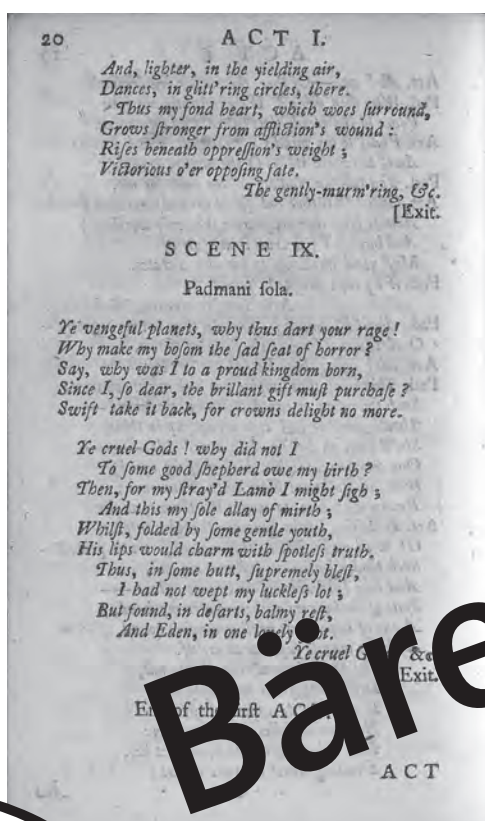 20 ACT I.
And, lighter, in the yielding air,
Dances, in glitt'ring circles, there.
Thus my fond heart, which woes ſurround,
Grows ſtronger from affliction's wound :
Riſes beneath oppreſſion's weight ;
Victorious o'er oppoſing fate.
The gently-murm'ring, &c.
[Exit.
SCENE IX.
Padmani ſola.
Ye vengeful planets, why thus dart your rage !
Why make my boſom the ſad ſeat of horror ?
Say, why was I to a proud kingdom born,
Since I, ſo dear, the brillant gift muſt purchaſe ?
Swift take it back, for crowns delight no more.
Ye cruel Gods ! why did not I
To ſome good ſhepherd owe my birth ?
Then, for my ſtray'd Lamb I might ſigh ;
And this my ſole allay of mirth ;
Whilſt, folded by ſome gentle youth,
His lips would charm with ſpotleſs truth.
Thus, in ſome hutt, ſupremely bleſt,
I had not wept my luckleſs lot ;
But found, in deſarts, balmy reſt,
And Eden, in one lonely
Ye cruel &c
Exit.
of the firſt ACT
ACT
Bäre